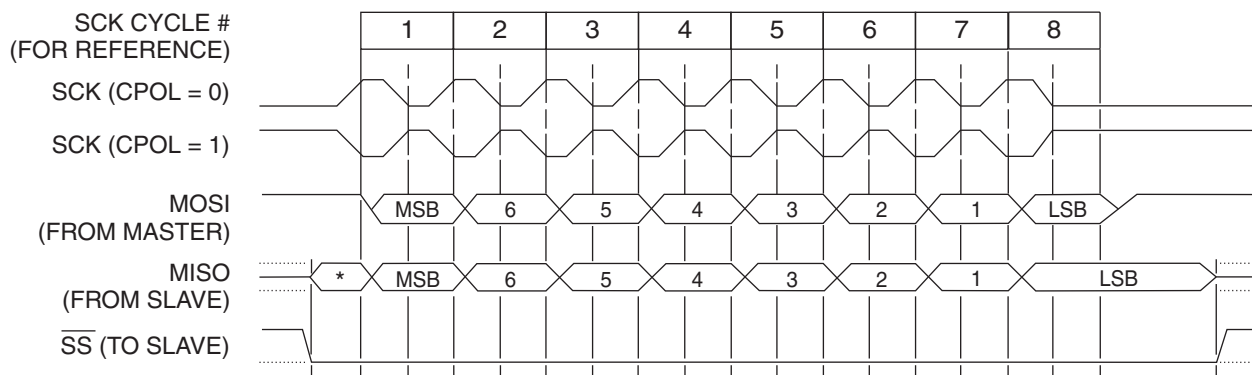 SCK CYCLE #
(FOR REFERENCE)
1 2 3 4 5 6 7 8
SCK (CPOL = 0)
SCK (CPOL = 1)
MOSI
(FROM MASTER)
MSB 6 5 4 3 2 1 LSB
MISO
(FROM SLAVE)
* MSB 6 5 4 3 2 1 LSB
SS (TO SLAVE)